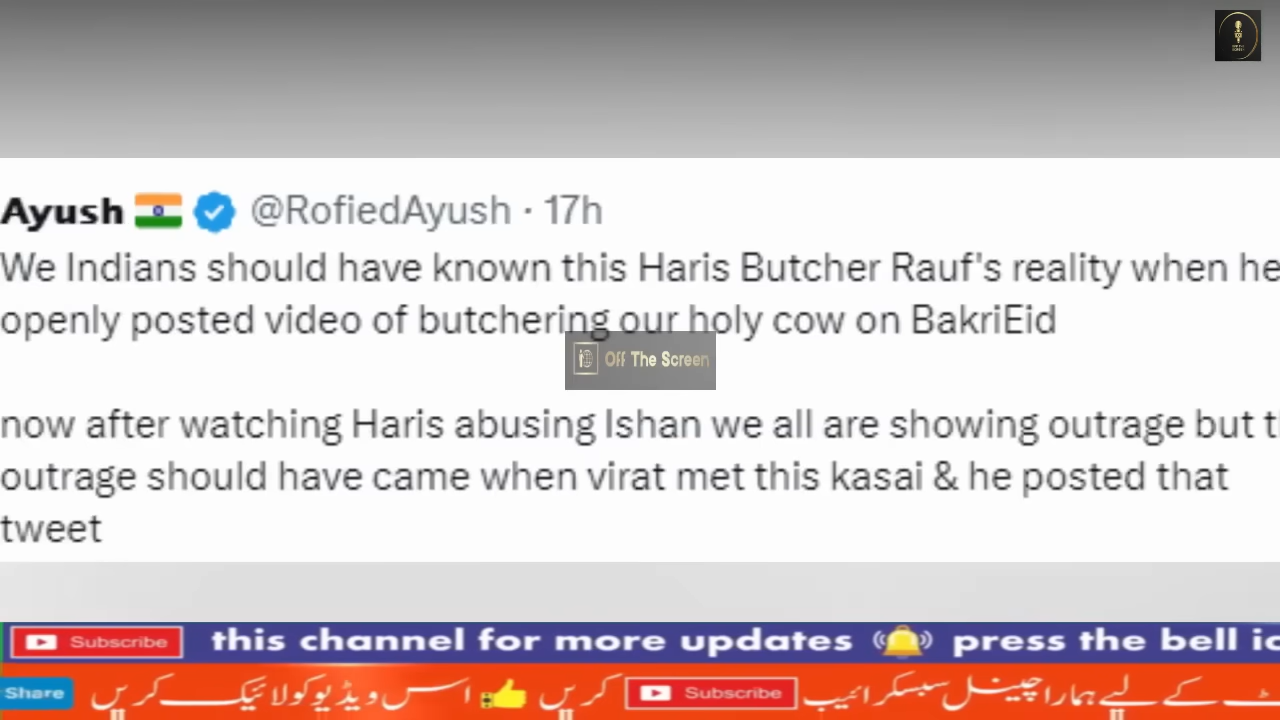 Ayush @RofiedAyush · 17h
We Indians should have known this Haris Butcher Rauf's reality when he
openly posted video of butchering our holy cow on BakriEid
Off The Screen
now after watching Haris abusing Ishan we all are showing outrage but
outrage should have came when virat met this kasai & he posted that
tweet
Subscribe this channel for more updates press the bell
Share اس ویڈیو کو لائیک کریں کریں Subscribe کے لیے ہمارا چینل سبسکرائیب